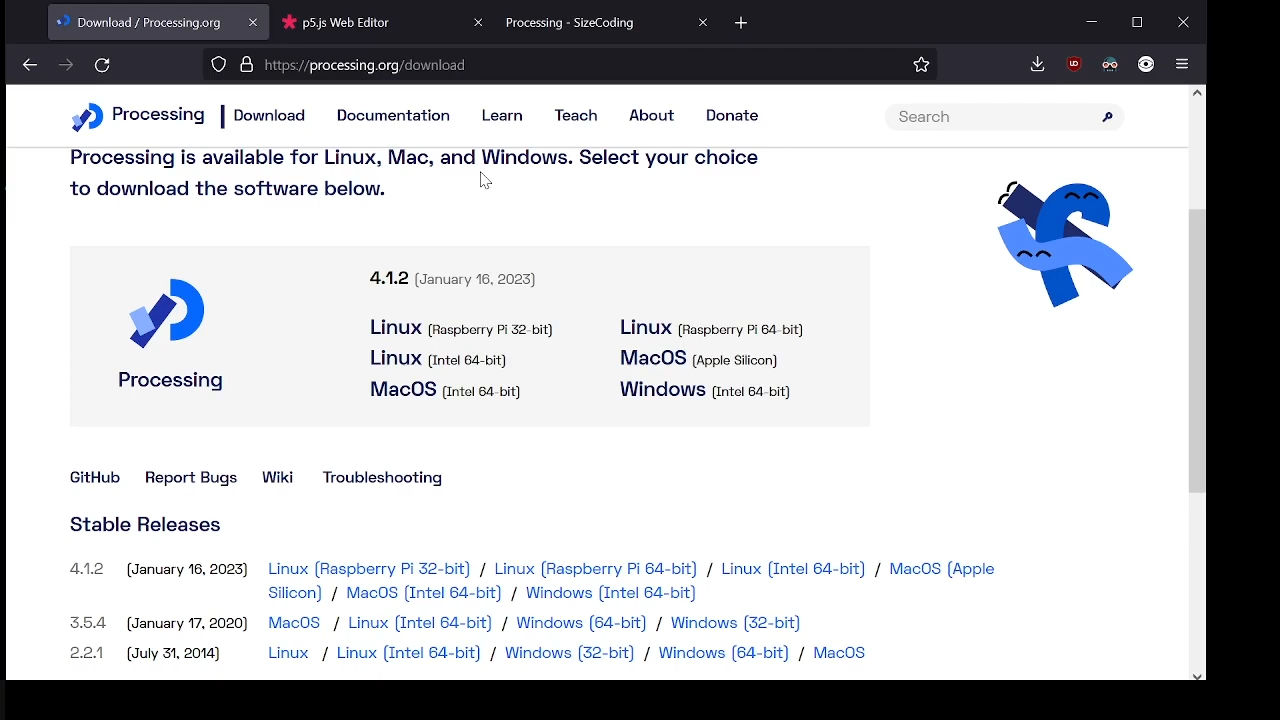 Download / Processing.org
p5.js Web Editor
Processing - SizeCoding
https://processing.org/download
Processing
Download
Documentation
Learn
Teach
About
Donate
Search
Processing is available for Linux, Mac, and Windows. Select your choice
to download the software below.
Processing
4.1.2 (January 16, 2023)
Linux (Raspberry Pi 32-bit)
Linux (Raspberry Pi 64-bit)
Linux (Intel 64-bit)
MacOS (Apple Silicon)
MacOS (Intel 64-bit)
Windows (Intel 64-bit)
GitHub
Report Bugs
Wiki
Troubleshooting
Stable Releases
4.1.2 (January 16, 2023) Linux (Raspberry Pi 32-bit) / Linux (Raspberry Pi 64-bit) / Linux (Intel 64-bit) / MacOS (Apple
Silicon) / MacOS (Intel 64-bit) / Windows (Intel 64-bit)
3.5.4 (January 17, 2020) MacOS / Linux (Intel 64-bit) / Windows (64-bit) / Windows (32-bit)
2.2.1 (July 31, 2014) Linux / Linux (Intel 64-bit) / Windows (32-bit) / Windows (64-bit) / MacOS